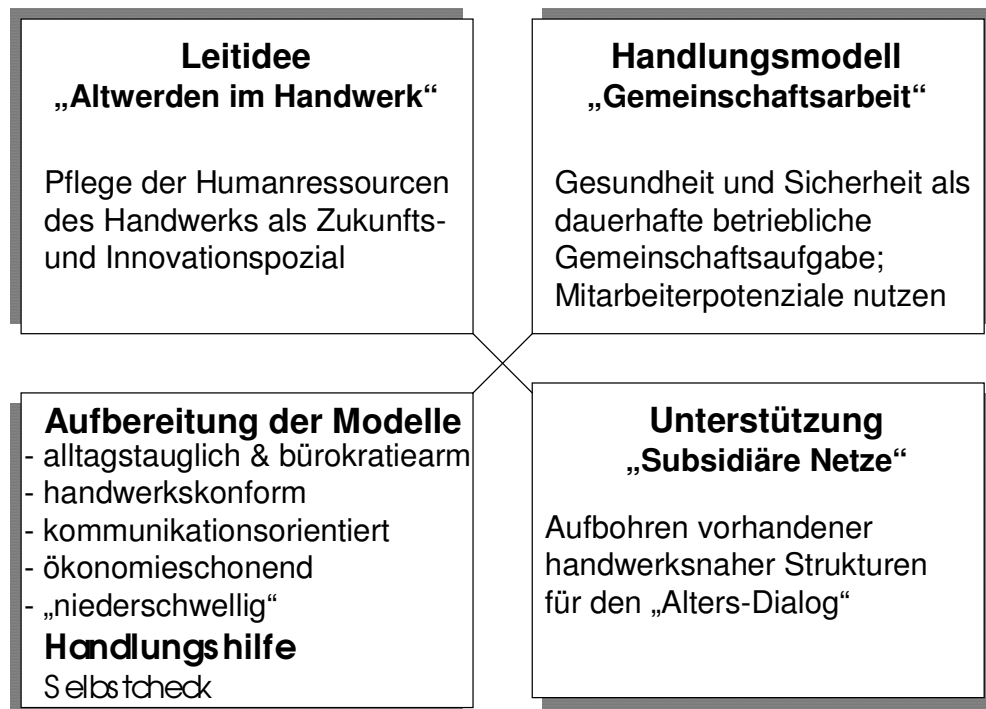 Leitidee
„Altwerden im Handwerk“
Pflege der Humanressourcen
des Handwerks als Zukunfts-
und Innovationspozial
Handlungsmodell
„Gemeinschaftsarbeit“
Gesundheit und Sicherheit als
dauerhafte betriebliche
Gemeinschaftsaufgabe;
Mitarbeiterpotenziale nutzen
Aufbereitung der Modelle
- alltagstauglich & bürokratiearm
- handwerkskonform
- kommunikationsorientiert
- ökonomieschonend
- „niederschwellig“
Handlungshilfe
Selbstcheck
Unterstützung
„Subsidiäre Netze“
Aufbohren vorhandener
handwerksnaher Strukturen
für den „Alters-Dialog“